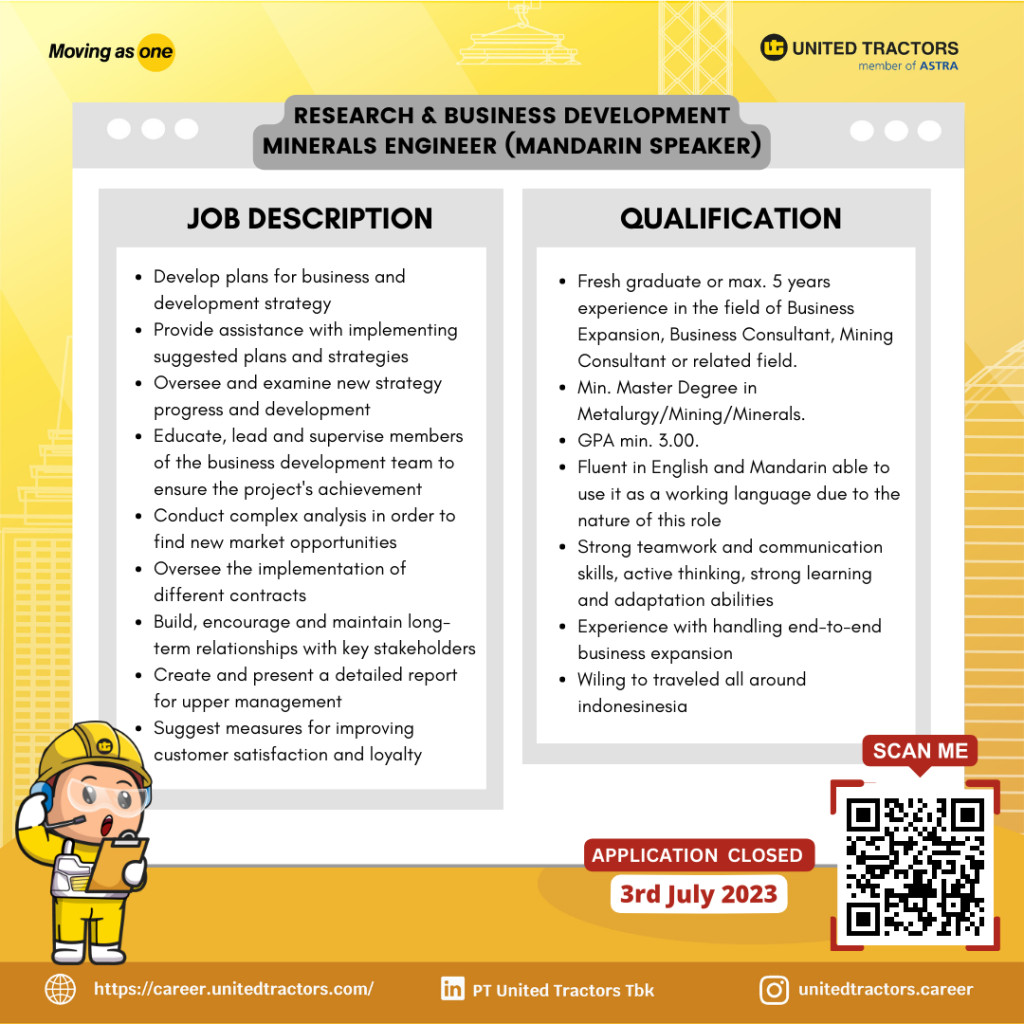 Moving as one
UNITED TRACTORS
member of ASTRA
RESEARCH & BUSINESS DEVELOPMENT
MINERALS ENGINEER (MANDARIN SPEAKER)
JOB DESCRIPTION
• Develop plans for business and
development strategy
• Provide assistance with implementing
suggested plans and strategies
• Oversee and examine new strategy
progress and development
• Educate, lead and supervise members
of the business development team to
ensure the project's achievement
• Conduct complex analysis in order to
find new market opportunities
• Oversee the implementation of
different contracts
• Build, encourage and maintain long-
term relationships with key stakeholders
• Create and present a detailed report
for upper management
• Suggest measures for improving
customer satisfaction and loyalty
QUALIFICATION
• Fresh graduate or max. 5 years
experience in the field of Business
Expansion, Business Consultant, Mining
Consultant or related field.
• Min. Master Degree in
Metalurgy/Mining/Minerals.
• GPA min. 3.00.
• Fluent in English and Mandarin able to
use it as a working language due to the
nature of this role
• Strong teamwork and communication
skills, active thinking, strong learning
and adaptation abilities
• Experience with handling end-to-end
business expansion
• Wiling to traveled all around
indonesinesia
SCAN ME
APPLICATION CLOSED
3rd July 2023
https://career.unitedtractors.com/
in PT United Tractors Tbk
unitedtractors.career